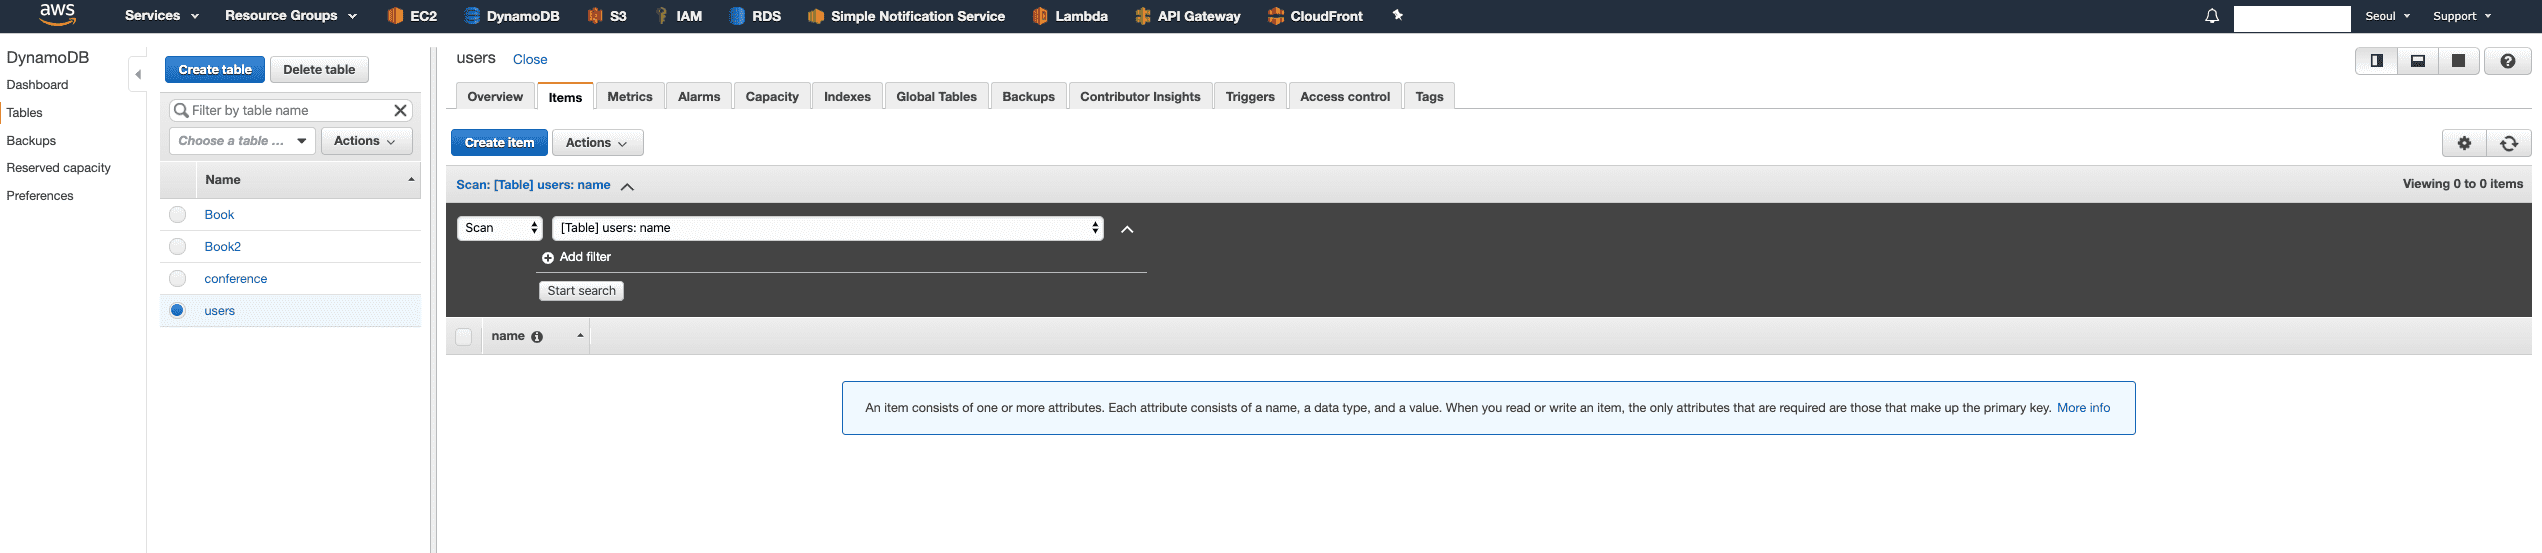 aws Services Resource Groups EC2 DynamoDB S3 IAM RDS Simple Notification Service Lambda API Gateway CloudFront Seoul Support
DynamoDB
Dashboard
Tables
Backups
Reserved capacity
Preferences
Create table Delete table
Filter by table name
Choose a table ... Actions
Name
Book
Book2
conference
users
users Close
Overview Items Metrics Alarms Capacity Indexes Global Tables Backups Contributor Insights Triggers Access control Tags
Create item Actions
Scan: [Table] users: name Viewing 0 to 0 items
Scan [Table] users: name
Add filter
Start search
name
An item consists of one or more attributes. Each attribute consists of a name, a data type, and a value. When you read or write an item, the only attributes that are required are those that make up the primary key. More info